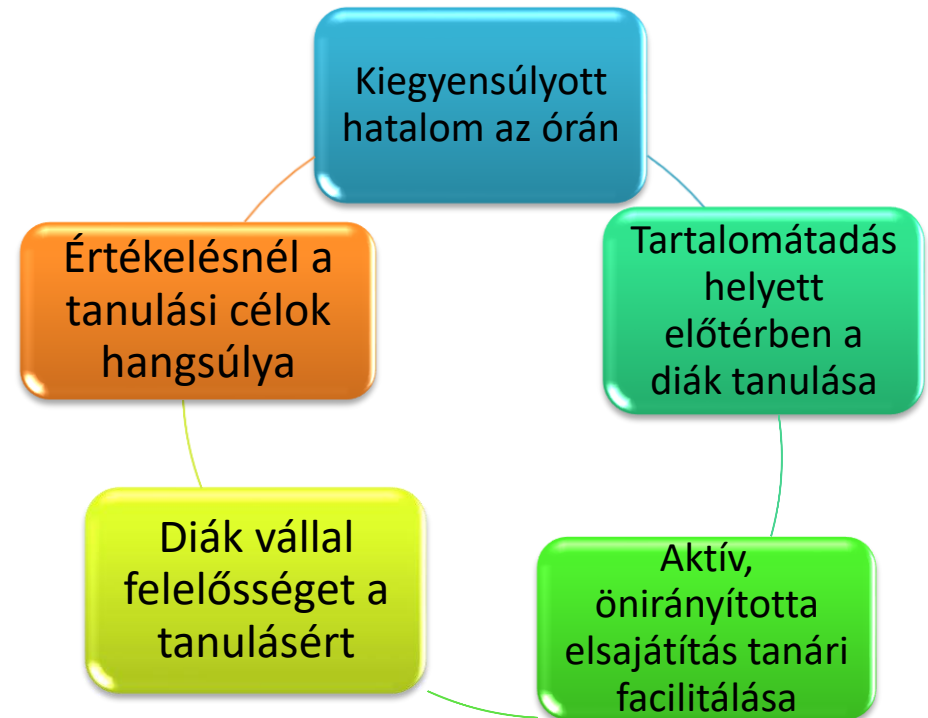 Kiegyensúlyott
hatalom az órán
Tartalomátadás
helyett
előtérben a
diák tanulása
Aktív,
önirányította
elsajátítás tanári
facilitálása
Diák vállal
felelősséget a
tanulásért
Értékelésnél a
tanulási célok
hangsúlya